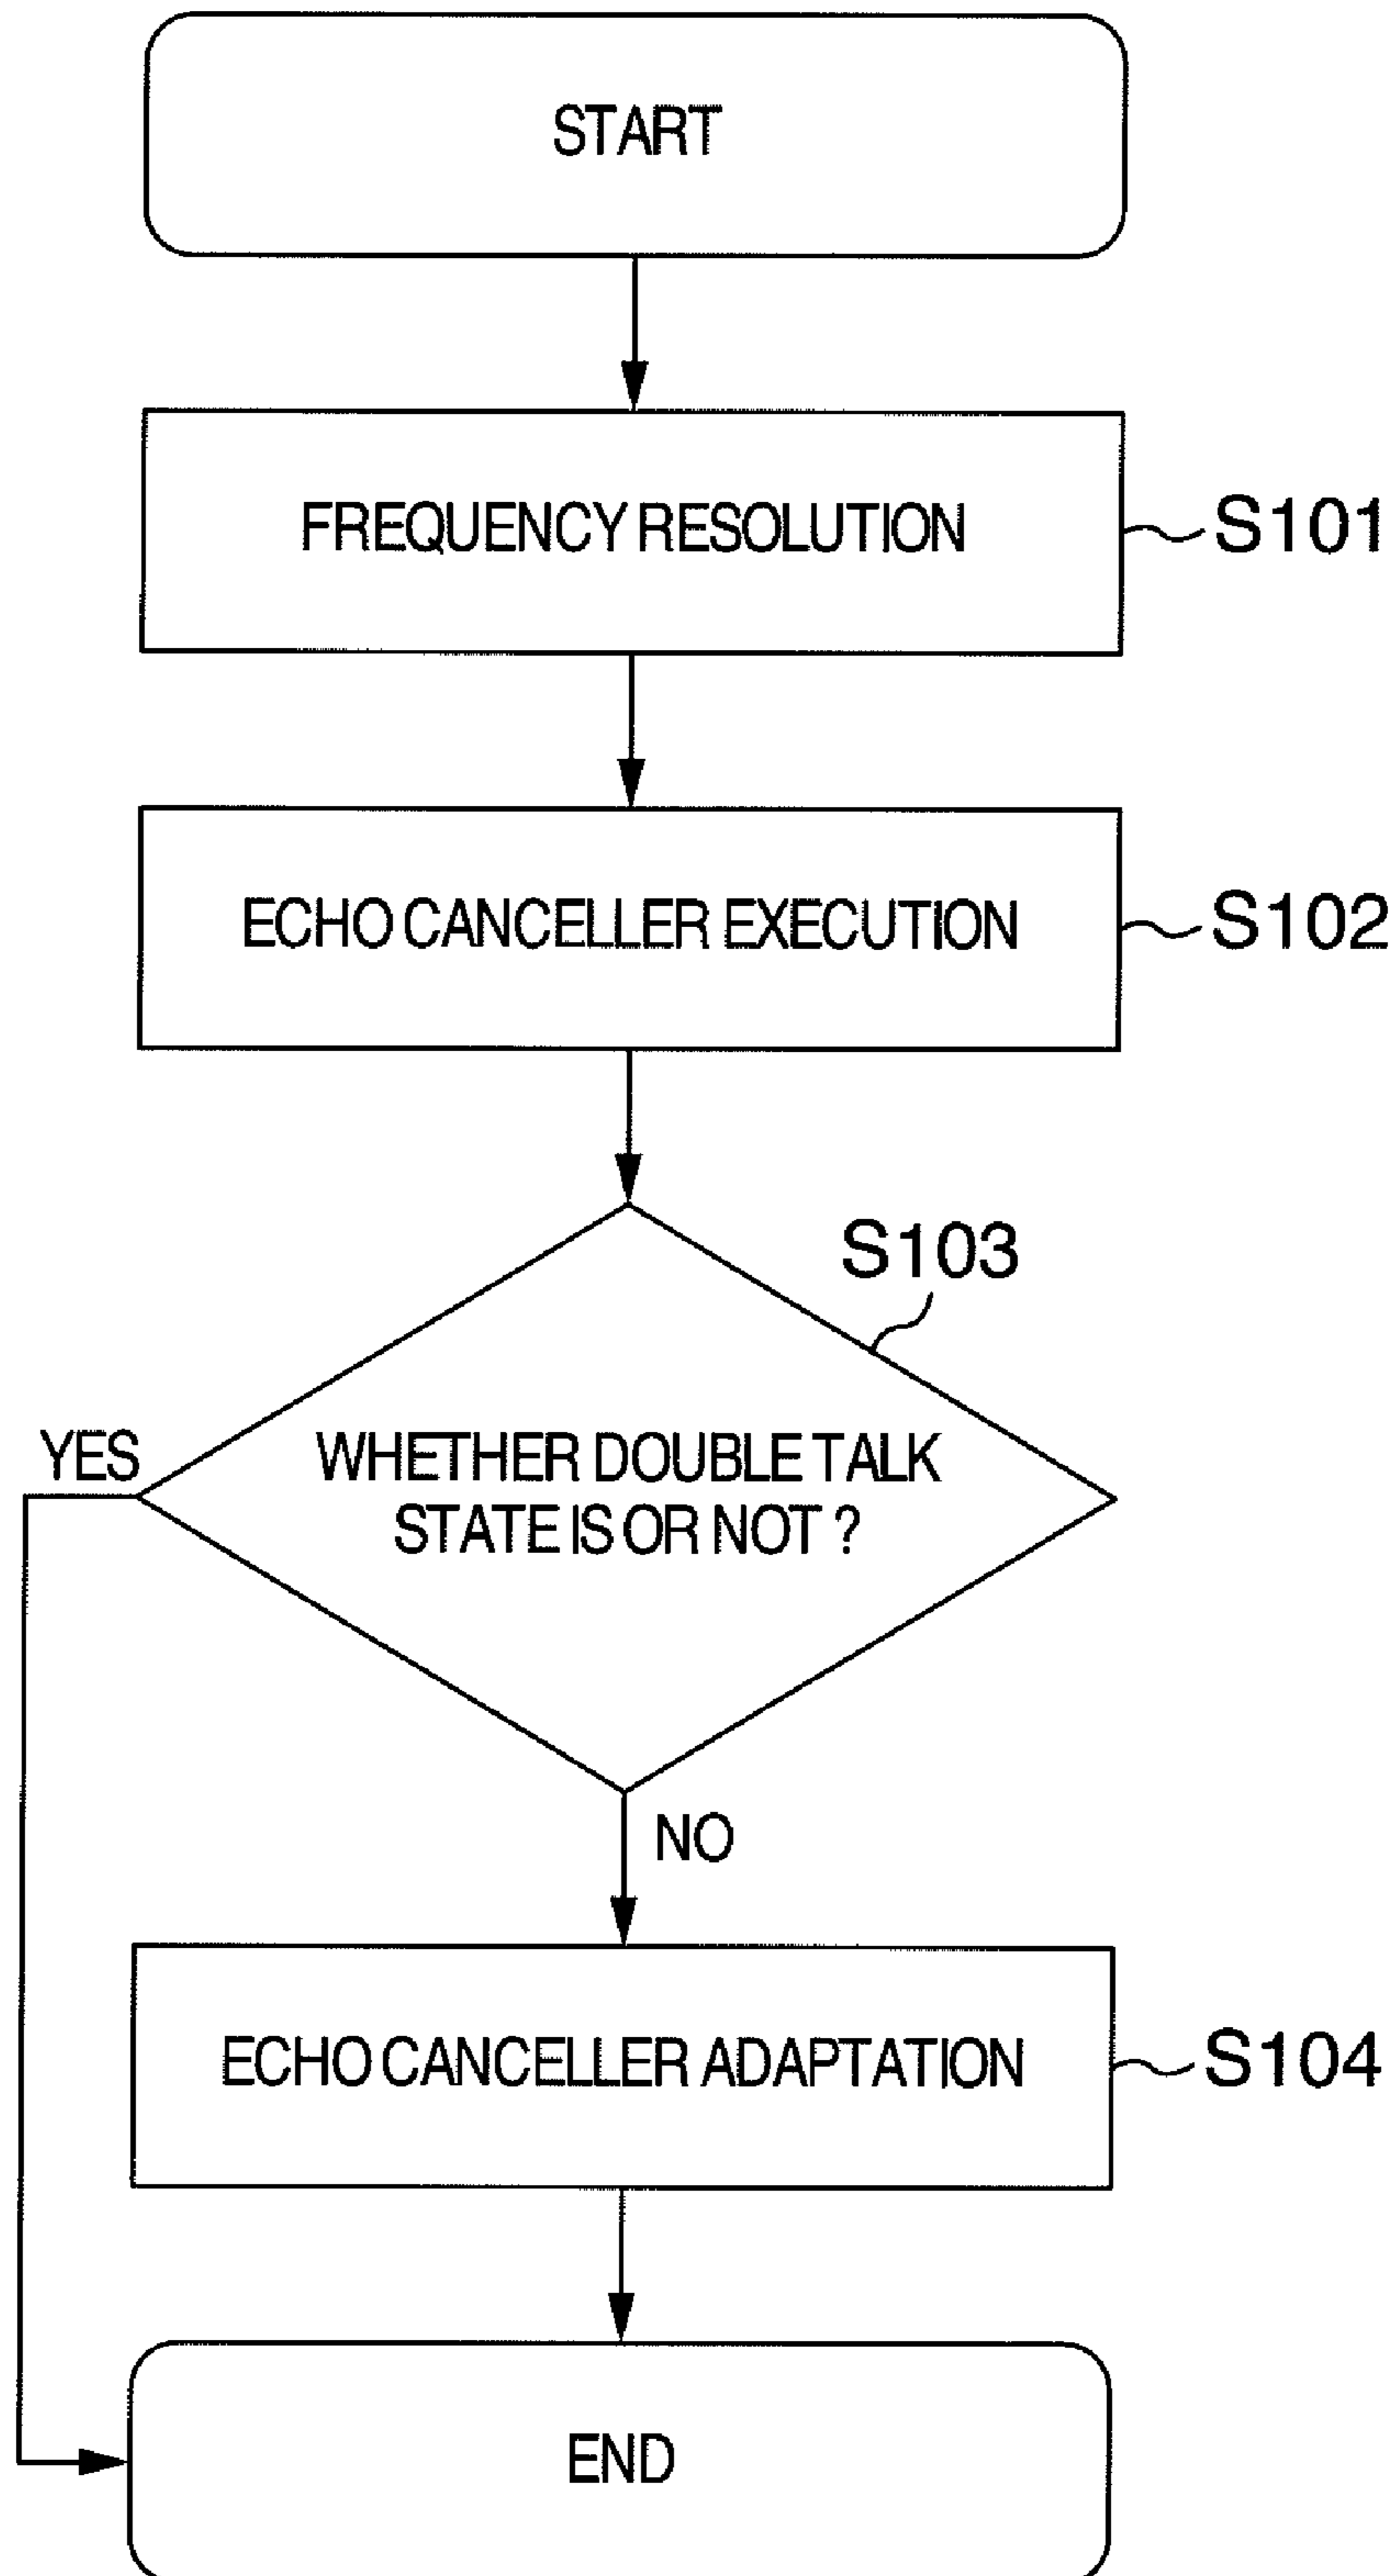 START
FREQUENCY RESOLUTION
S101
ECHO CANCELLER EXECUTION
S102
S103
YES
WHETHER DOUBLE TALK
STATE IS OR NOT ?
NO
ECHO CANCELLER ADAPTATION
S104
END